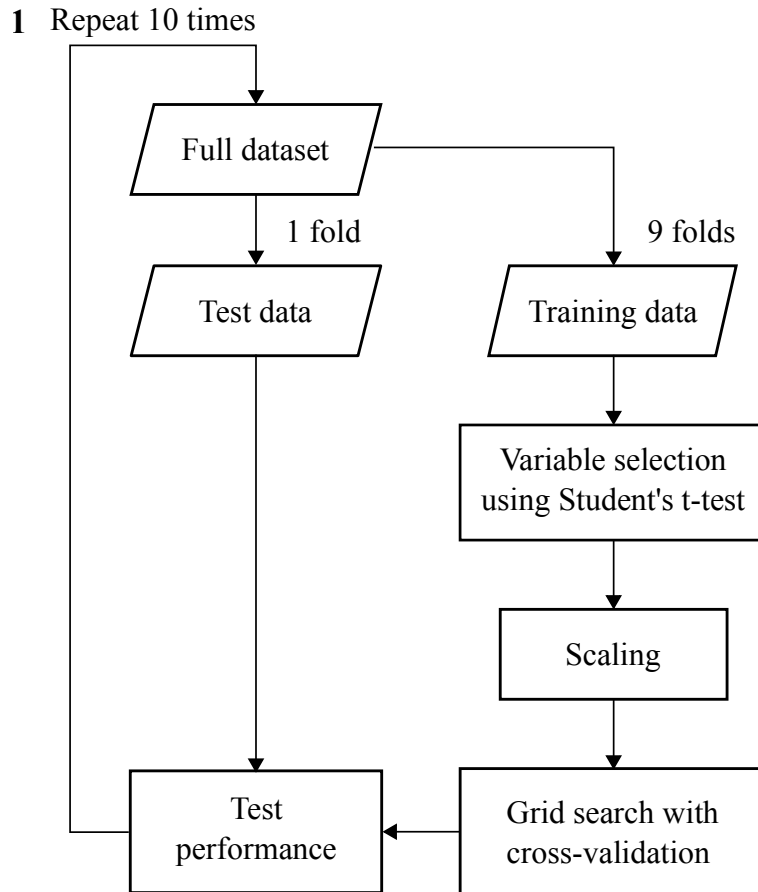 1 Repeat 10 times
Full dataset
1 fold
9 folds
Test data
Training data
Variable selection
using Student's t-test
Scaling
Test
performance
Grid search with
cross-validation